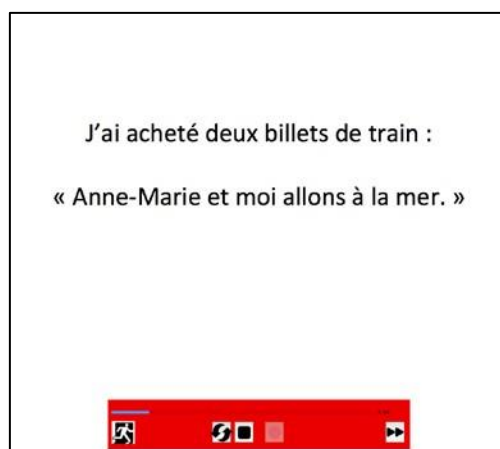 J'ai acheté deux billets de train :
« Anne-Marie et moi allons à la mer. »